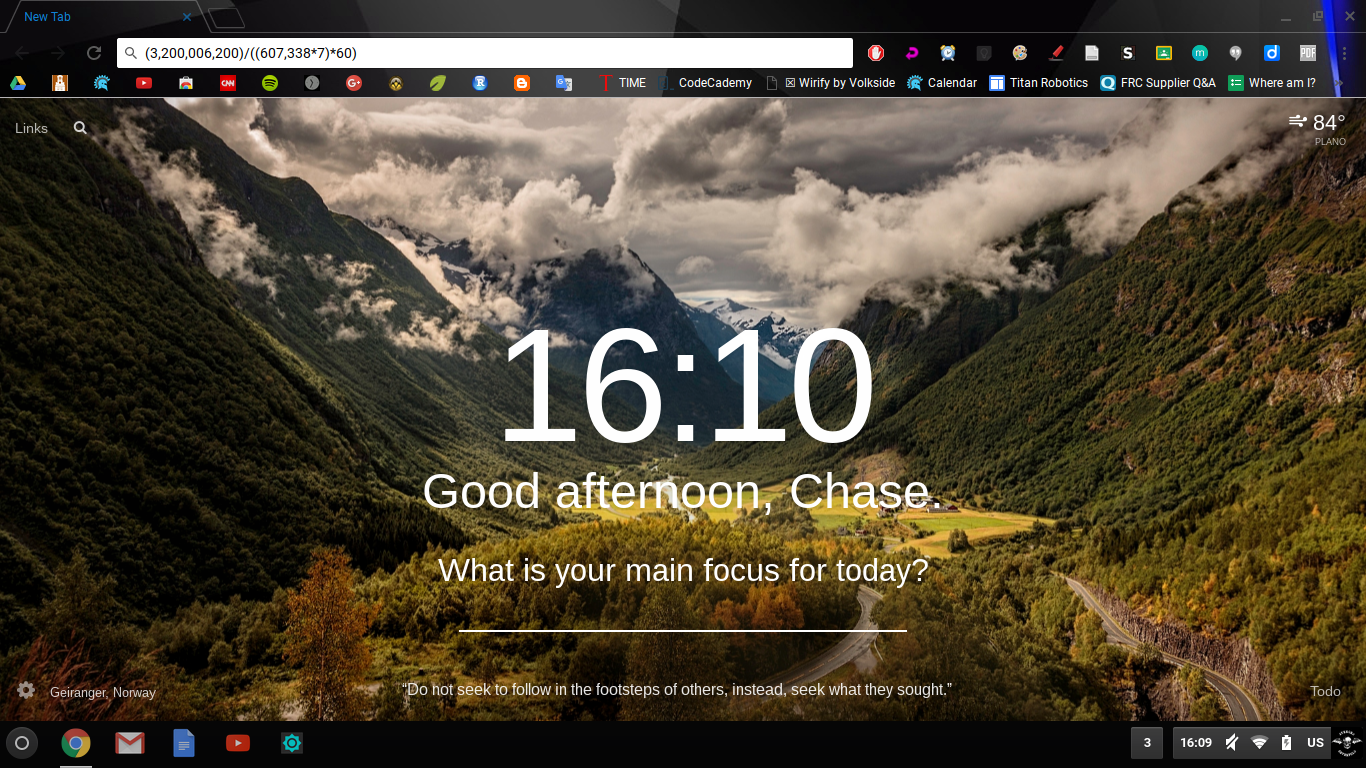 New Tab
(3,200,006,200)/((607,338*7)*60)
S
m
PDF
CNN
TIME
CodeCademy
☒ Wirify by Volkside
Calendar
Titan Robotics
FRC Supplier Q&A
Where am I?
»
Links
84°
PLANO
16:10
Good afternoon, Chase.
What is your main focus for today?
“Do not seek to follow in the footsteps of others, instead, seek what they sought.”
Geiranger, Norway
Todo
3
16:09
US